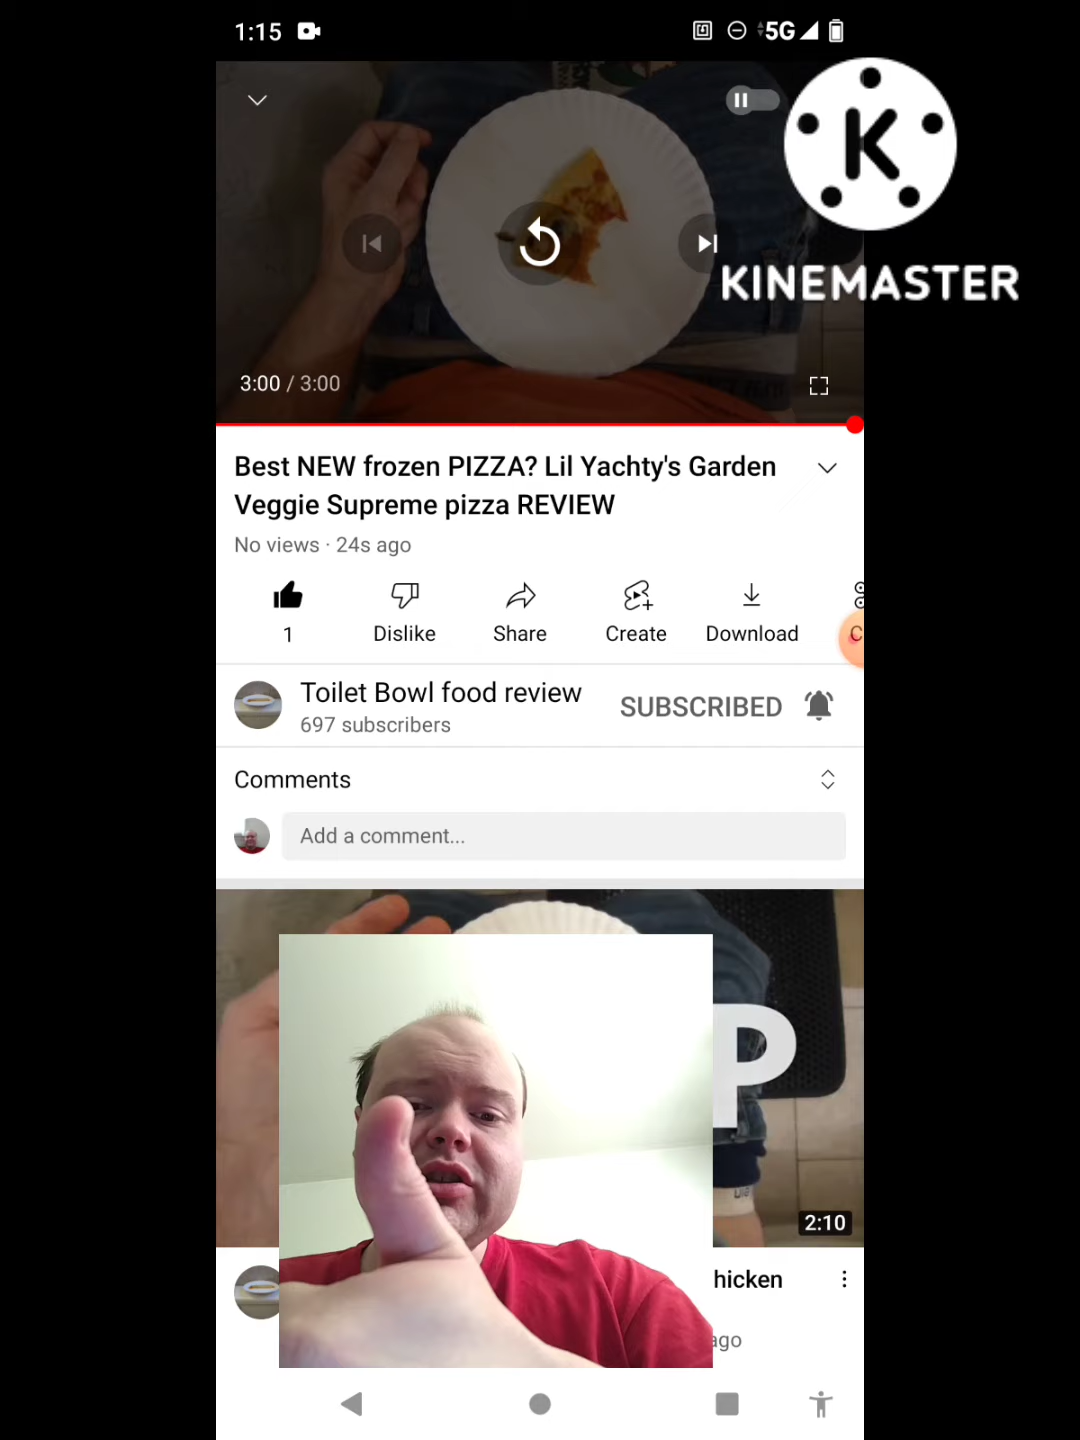 1:15
5G
K
KINEMASTER
3:00 / 3:00
Best NEW frozen PIZZA? Lil Yachty's Garden
Veggie Supreme pizza REVIEW
No views · 24s ago
1
Dislike
Share
Create
Download
C
Toilet Bowl food review
697 subscribers
SUBSCRIBED
Comments
Add a comment...
P
2:10
hicken
ago